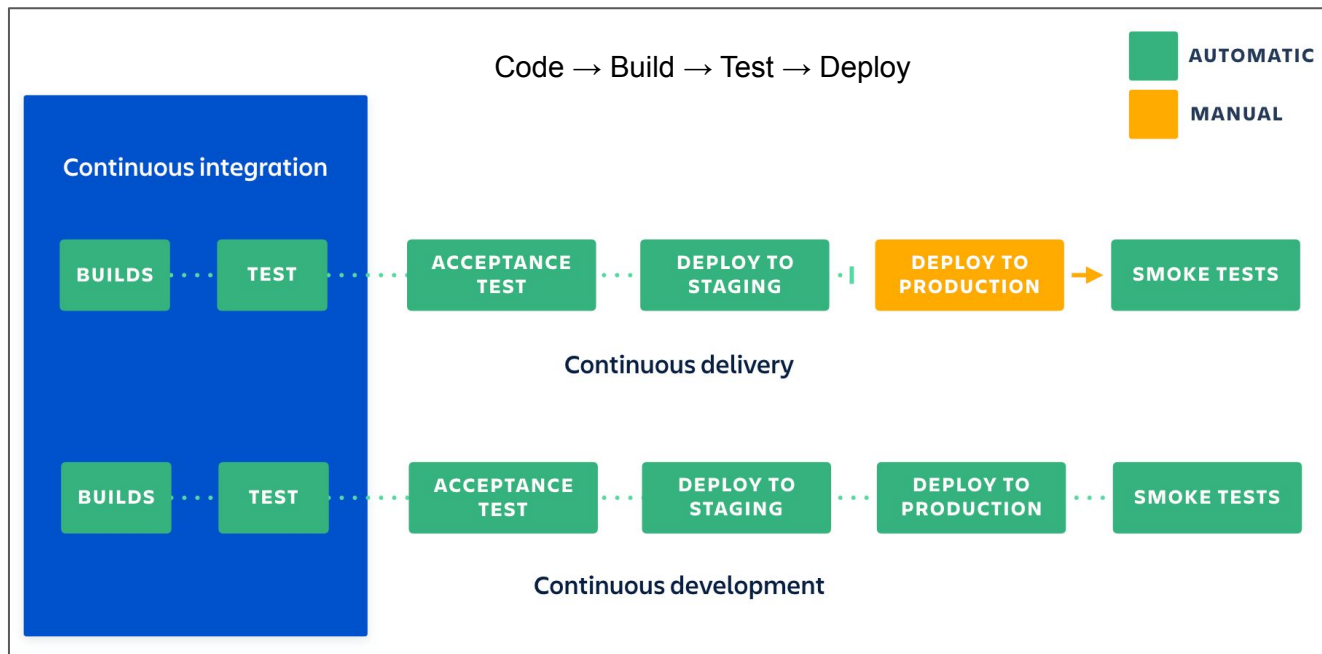 Code → Build → Test → Deploy
AUTOMATIC
MANUAL
Continuous integration
BUILDS
TEST
ACCEPTANCE
TEST
DEPLOY TO
STAGING
DEPLOY TO
PRODUCTION
SMOKE TESTS
Continuous delivery
BUILDS
TEST
ACCEPTANCE
TEST
DEPLOY TO
STAGING
DEPLOY TO
PRODUCTION
SMOKE TESTS
Continuous development